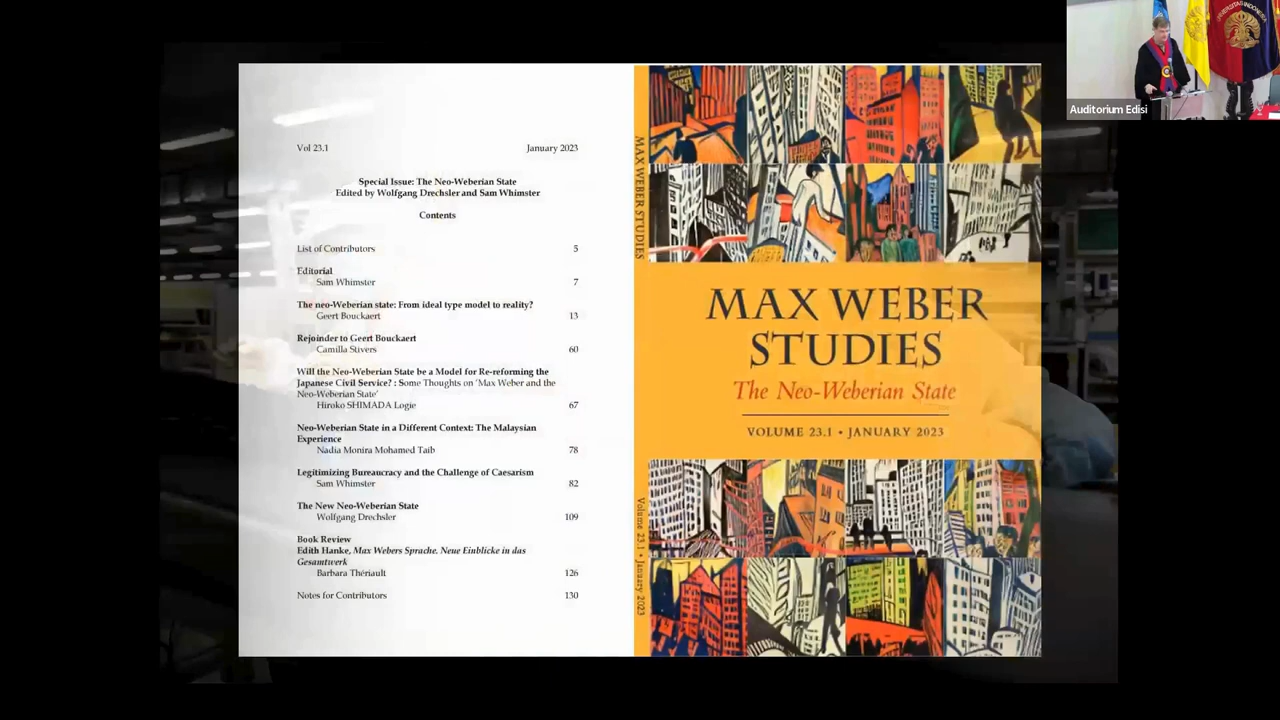 Vol 23.1 January 2023
Special Issue: The Neo-Weberian State
Edited by Wolfgang Drechsler and Sam Whimster
Contents
List of Contributors 5
Editorial
Sam Whimster 7
The neo-Weberian state: From ideal type model to reality?
Geert Bouckaert 13
Rejoinder to Geert Bouckaert
Camilla Stivers 60
Will the Neo-Weberian State be a Model for Re-reforming the
Japanese Civil Service? : Some Thoughts on 'Max Weber and the
Neo-Weberian State'
Hiroko SHIMADA Logie 67
Neo-Weberian State in a Different Context: The Malaysian
Experience
Nadia Monira Mohamed Taib 78
Legitimizing Bureaucracy and the Challenge of Caesarism
Sam Whimster 82
The New Neo-Weberian State
Wolfgang Drechsler 109
Book Review
Edith Hanke, Max Webers Sprache. Neue Einblicke in das
Gesamtwerk
Barbara Thériault 126
Notes for Contributors 130
MAX WEBER STUDIES
Volume 23.1 • January 2023
MAX WEBER
STUDIES
The Neo-Weberian State
VOLUME 23.1 • JANUARY 2023
UNIVERSITAS INDONESIA
Auditorium Edisi